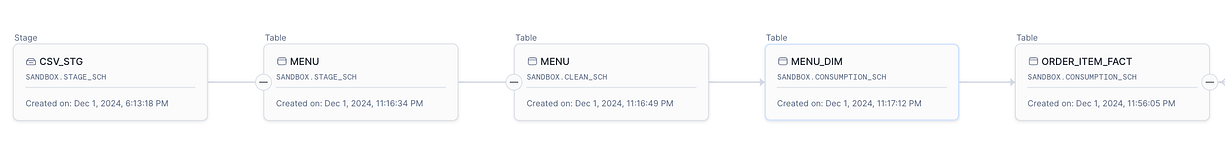 Stage
CSV_STG
SANDBOX.STAGE_SCH
Created on: Dec 1, 2024, 6:13:18 PM
Table
MENU
SANDBOX.STAGE_SCH
Created on: Dec 1, 2024, 11:16:34 PM
Table
MENU
SANDBOX.CLEAN_SCH
Created on: Dec 1, 2024, 11:16:49 PM
Table
MENU_DIM
SANDBOX.CONSUMPTION_SCH
Created on: Dec 1, 2024, 11:17:12 PM
Table
ORDER_ITEM_FACT
SANDBOX.CONSUMPTION_SCH
Created on: Dec 1, 2024, 11:56:05 PM